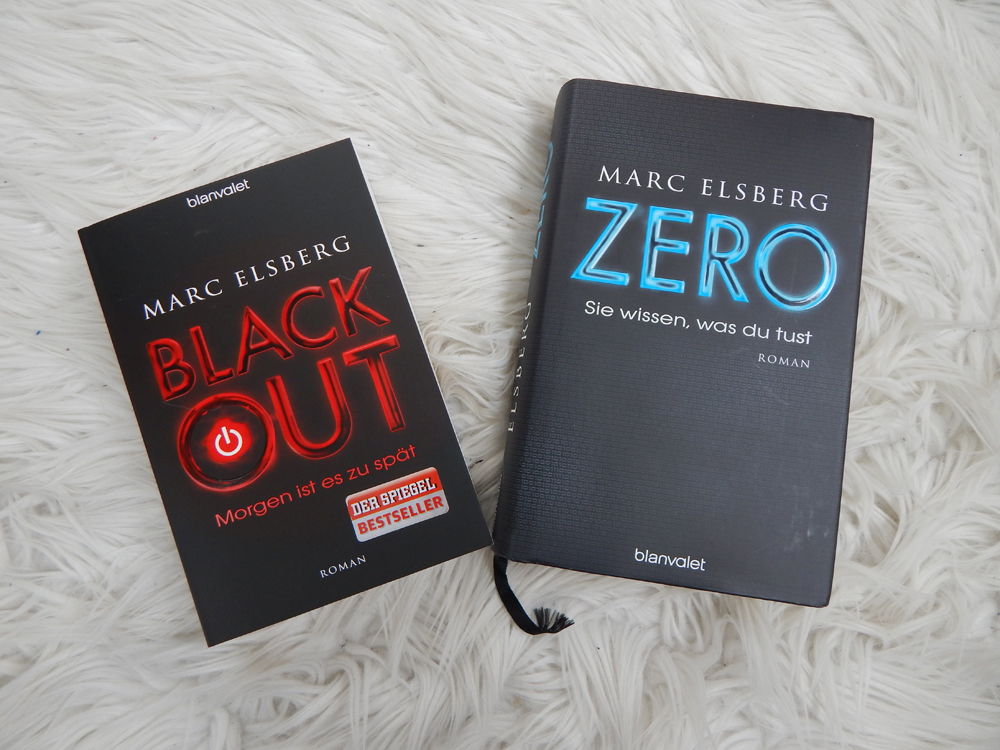 blanvalet
MARC ELSBERG
BLACK
OUT
Morgen ist es zu spät
DER SPIEGEL
BESTSELLER
ROMAN
ELSBERG
ZERO
MARC ELSBERG
ZERO
Sie wissen, was du tust
ROMAN
blanvalet